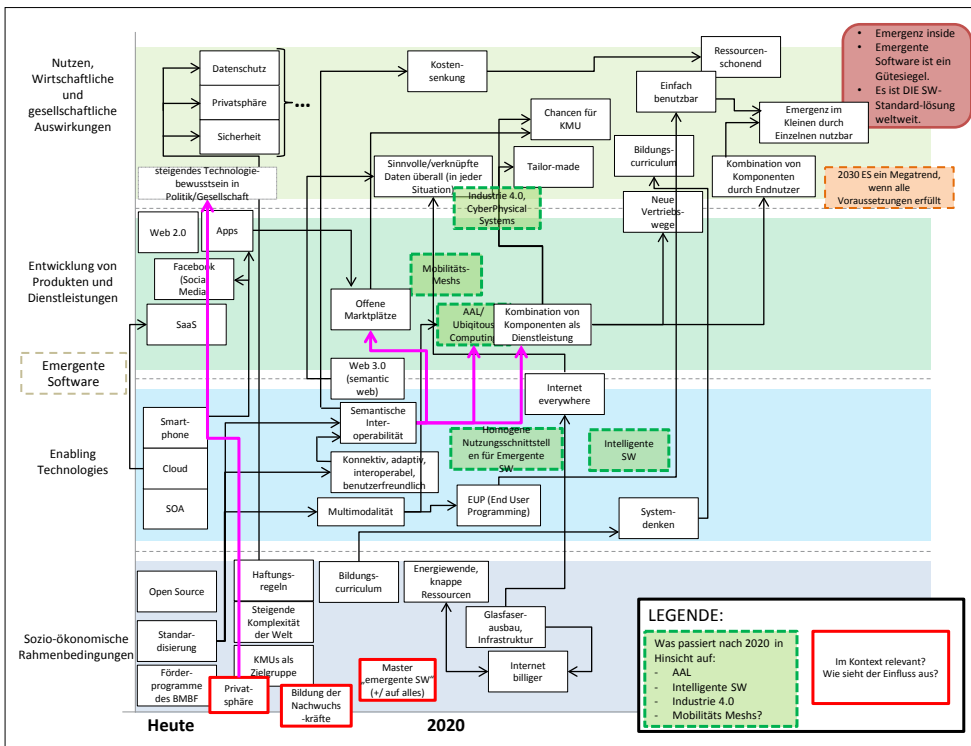 Nutzen,
Wirtschaftliche
und
gesellschaftliche
Auswirkungen
Datenschutz
Privatsphäre
Sicherheit
...
steigendes Technologie-
bewusstsein in
Politik/Gesellschaft
Kosten-
senkung
Ressourcen-
schonend
Einfach
benutzbar
Chancen für
KMU
Sinnvolle/verknüpfte
Daten überall (in jeder
Situation)
Tailor-made
Bildungs-
curriculum
Emergenz im
Kleinen durch
Einzelnen nutzbar
Kombination von
Komponenten
durch Endnutzer
• Emergenz inside
• Emergente
Software ist ein
Gütesiegel.
• Es ist DIE SW-
Standard-lösung
weltweit.
2030 ES ein Megatrend,
wenn alle
Voraussetzungen erfüllt
Industrie 4.0,
CyberPhysical
Systems
Neue
Vertriebs-
wege
Entwicklung von
Produkten und
Dienstleistungen
Web 2.0
Apps
Facebook
(Social
Media)
SaaS
Mobilitäts-
Meshs
Offene
Marktplätze
AAL/
Ubiqitous
Computing
Kombination von
Komponenten als
Dienstleistung
Emergente
Software
Web 3.0
(semantic
web)
Internet
everywhere
Enabling
Technologies
Smart-
phone
Cloud
SOA
Semantische
Inter-
operabilität
Konnektiv, adaptiv,
interoperabel,
benutzerfreundlich
Multimodalität
Homogene
Nutzungsschnittstell
en für Emergente
SW
Intelligente
SW
EUP (End User
Programming)
System-
denken
Sozio-ökonomische
Rahmenbedingungen
Open Source
Standar-
disierung
Förder-
programme
des BMBF
Haftungs-
regeln
Steigende
Komplexität
der Welt
KMUs als
Zielgruppe
Privat-
sphäre
Bildungs-
curriculum
Bildung der
Nachwuchs
-kräfte
Master
„emergente SW“
(+/ auf alles)
Energiewende,
knappe
Ressourcen
Glasfaser-
ausbau,
Infrastruktur
Internet
billiger
Heute
2020
LEGENDE:
Was passiert nach 2020 in
Hinsicht auf:
- AAL
- Intelligente SW
- Industrie 4.0
- Mobilitäts Meshs?
Im Kontext relevant?
Wie sieht der Einfluss aus?